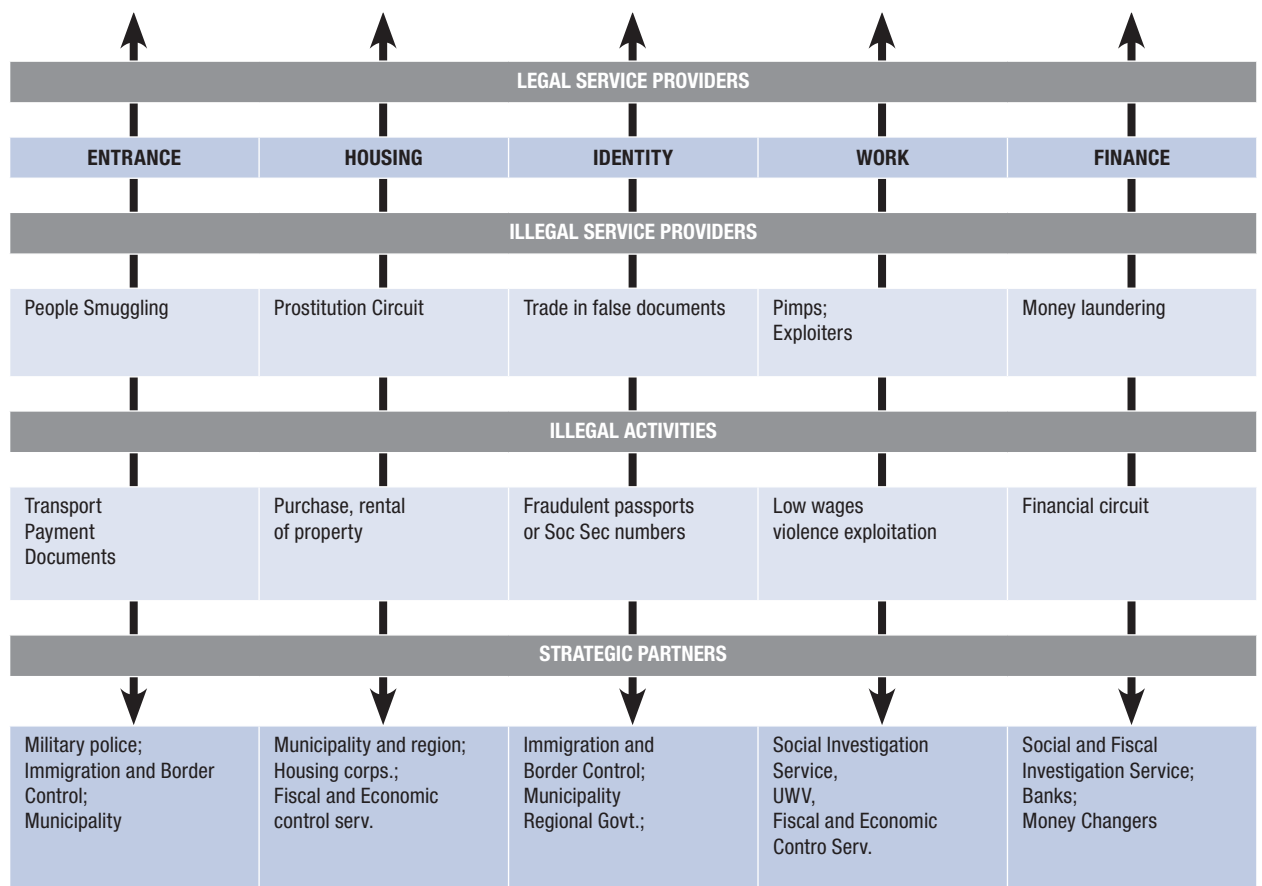 LEGAL SERVICE PROVIDERS
ENTRANCE
HOUSING
IDENTITY
WORK
FINANCE
ILLEGAL SERVICE PROVIDERS
People Smuggling
Prostitution Circuit
Trade in false documents
Pimps;
Exploiters
Money laundering
ILLEGAL ACTIVITIES
Transport
Payment
Documents
Purchase, rental
of property
Fraudulent passports
or Soc Sec numbers
Low wages
violence exploitation
Financial circuit
STRATEGIC PARTNERS
Military police;
Immigration and Border
Control;
Municipality
Municipality and region;
Housing corps.;
Fiscal and Economic
control serv.
Immigration and
Border Control;
Municipality
Regional Govt.;
Social Investigation
Service,
UWV,
Fiscal and Economic
Contro Serv.
Social and Fiscal
Investigation Service;
Banks;
Money Changers